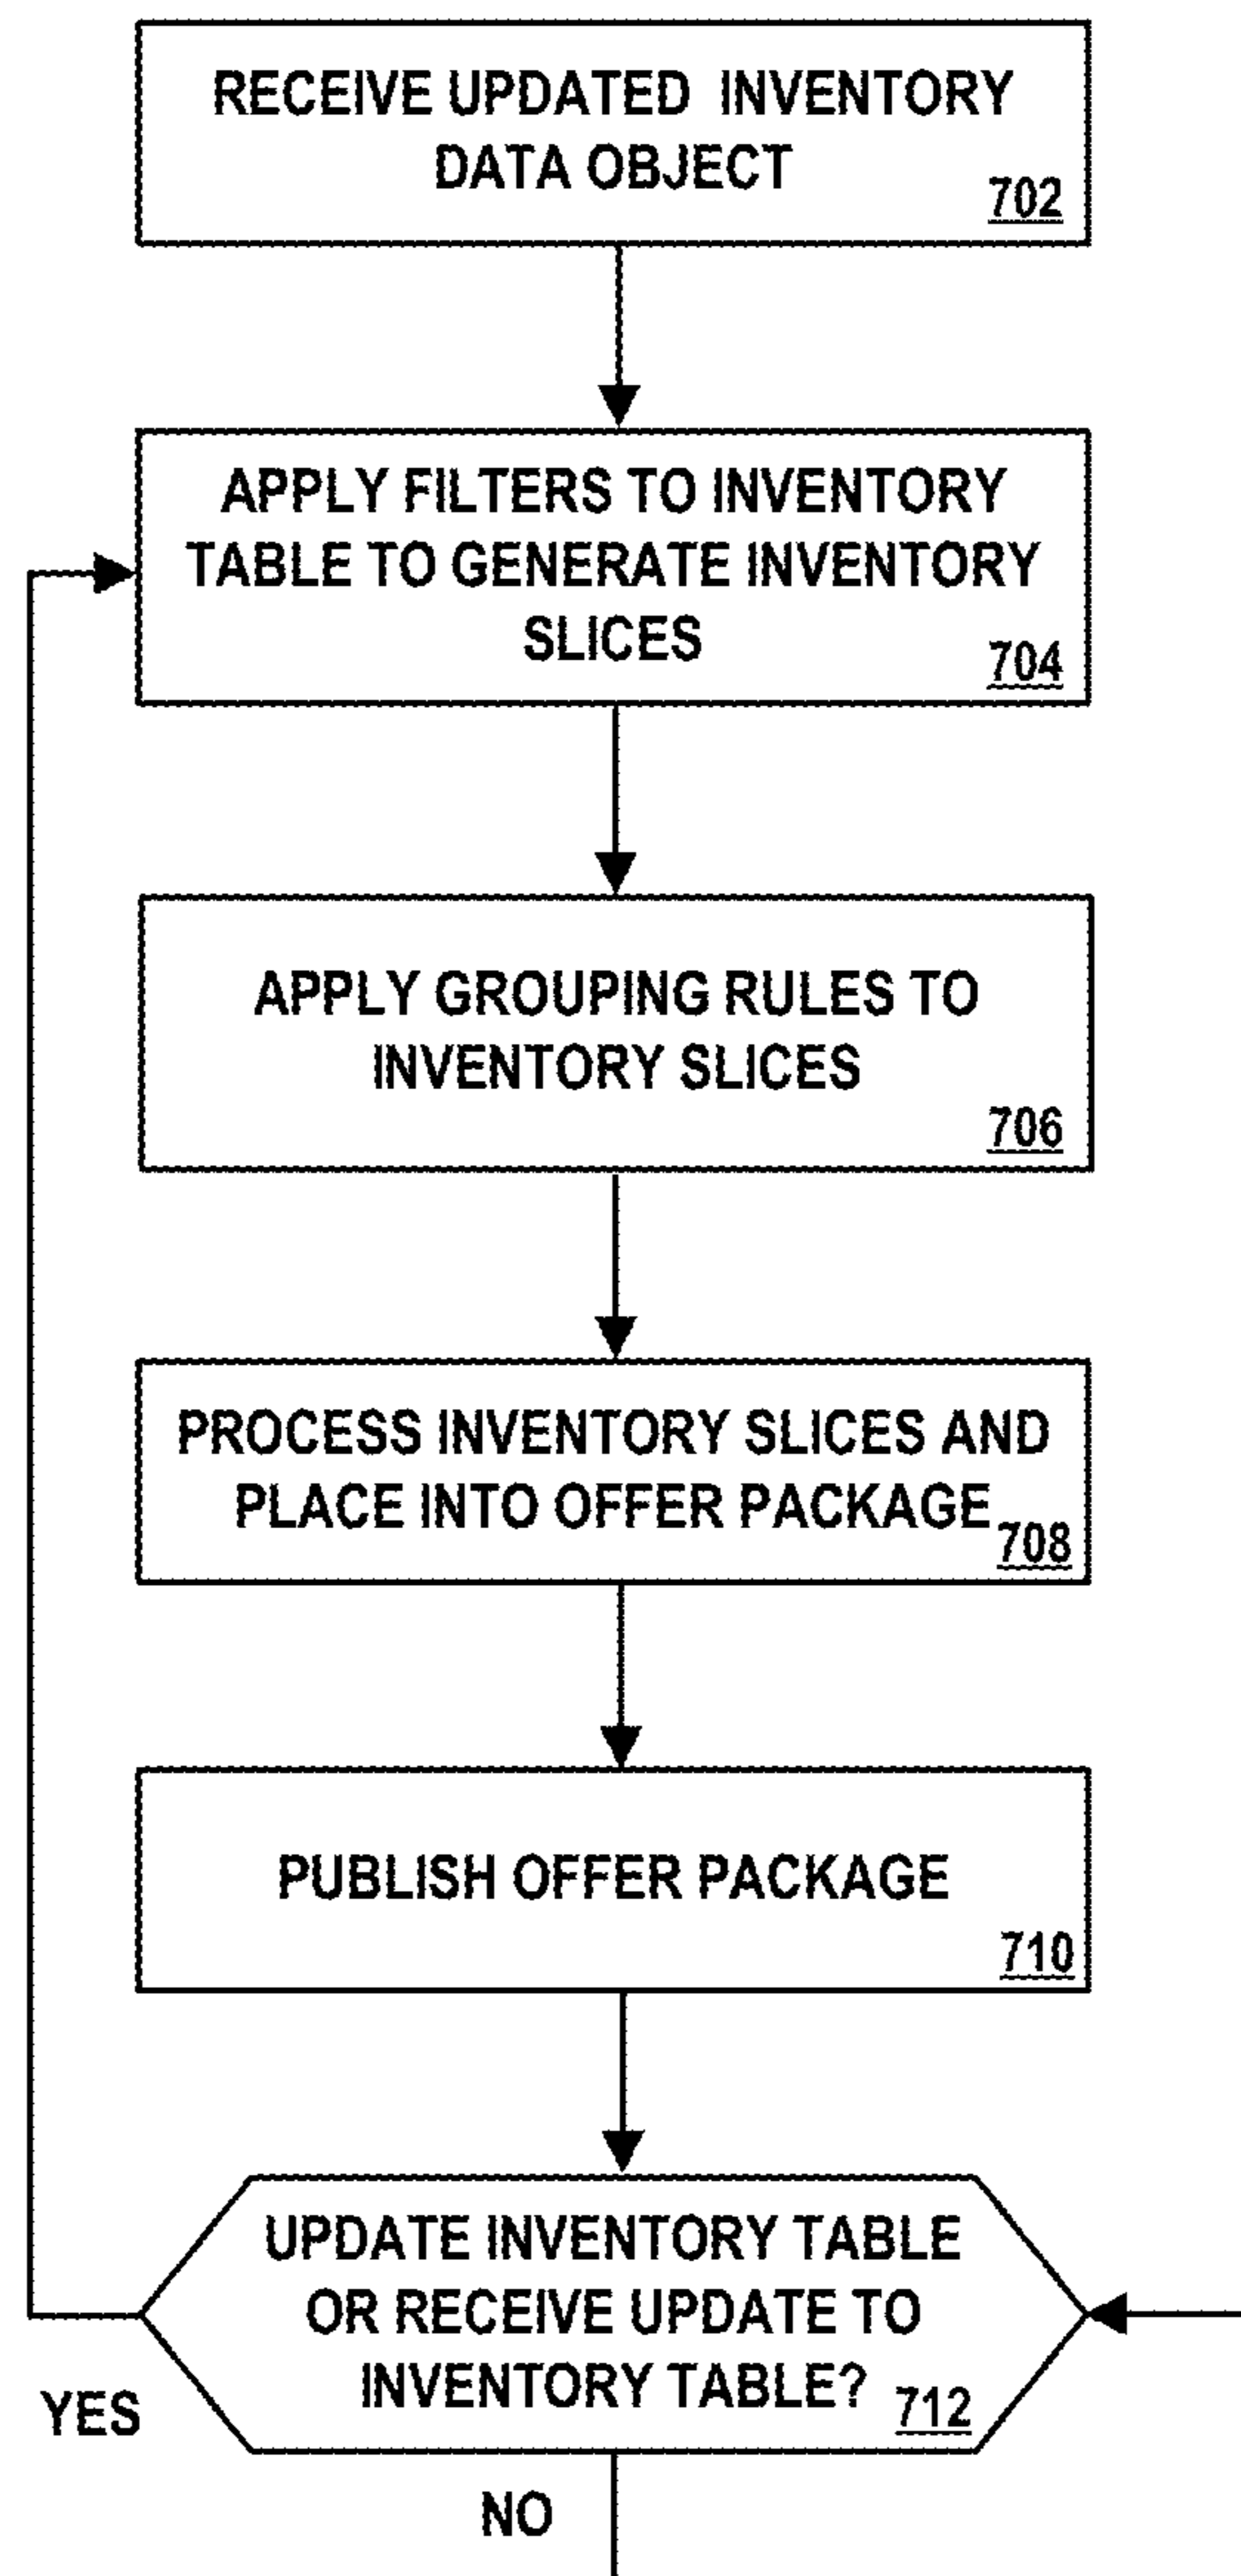 RECEIVE UPDATED INVENTORY
DATA OBJECT
702
APPLY FILTERS TO INVENTORY
TABLE TO GENERATE INVENTORY
SLICES
704
APPLY GROUPING RULES TO
INVENTORY SLICES
706
PROCESS INVENTORY SLICES AND
PLACE INTO OFFER PACKAGE
708
PUBLISH OFFER PACKAGE
710
UPDATE INVENTORY TABLE
OR RECEIVE UPDATE TO
INVENTORY TABLE?
712
YES
NO